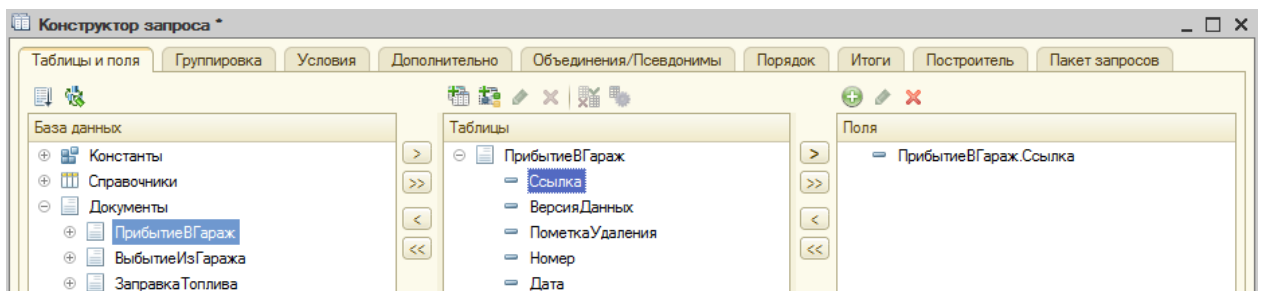 Конструктор запроса *
Таблицы и поля Группировка Условия Дополнительно Объединения/Псевдонимы Порядок Итоги Построитель Пакет запросов
База данных Таблицы Поля
Константы > ПрибытиеВГараж > ПрибытиеВГараж.Ссылка
Справочники >> Ссылка >>
Документы ВерсияДанных
ПрибытиеВГараж < ПометкаУдаления <
ВыбытиеИзГаража << Номер <<
ЗаправкаТоплива Дата